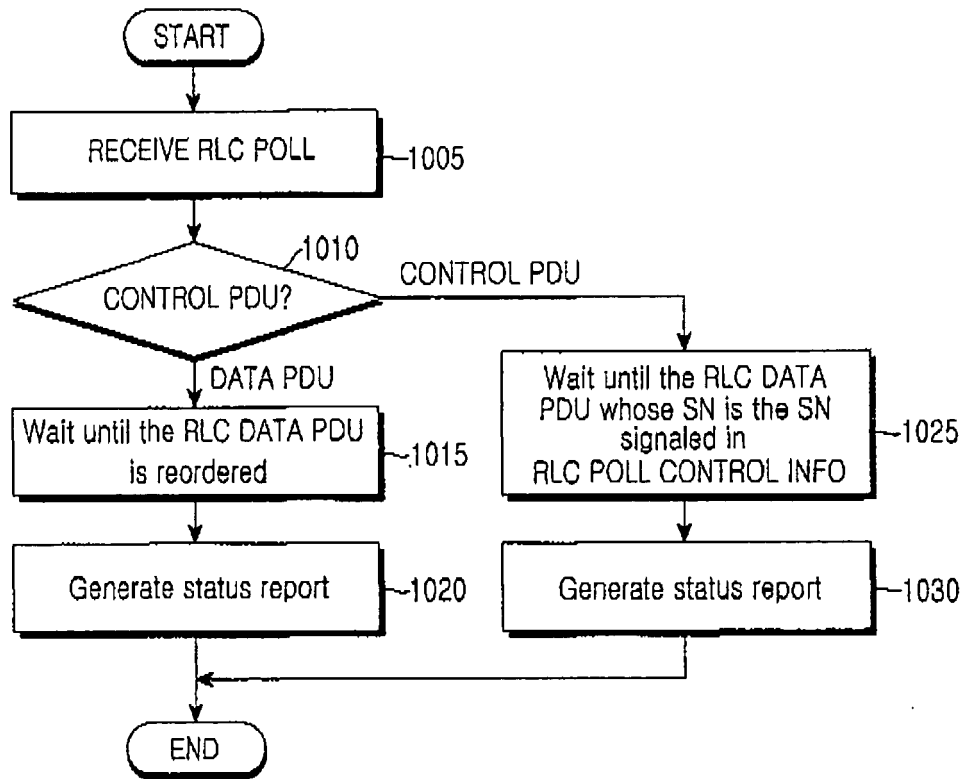 START
RECEIVE RLC POLL
1005
1010
CONTROL PDU?
CONTROL PDU
DATA PDU
Wait until the RLC DATA PDU
is reordered
1015
Wait until the RLC DATA
PDU whose SN is the SN
signaled in
RLC POLL CONTROL INFO
1025
Generate status report
1020
Generate status report
1030
END